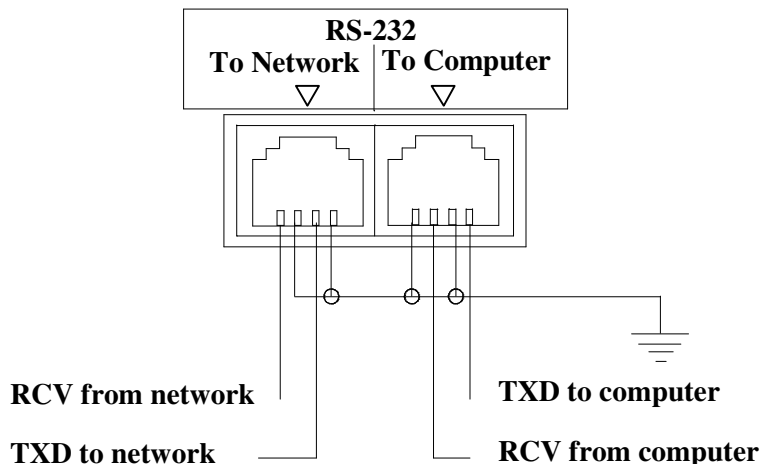 RS-232
To Network
To Computer
RCV from network
TXD to computer
TXD to network
RCV from computer